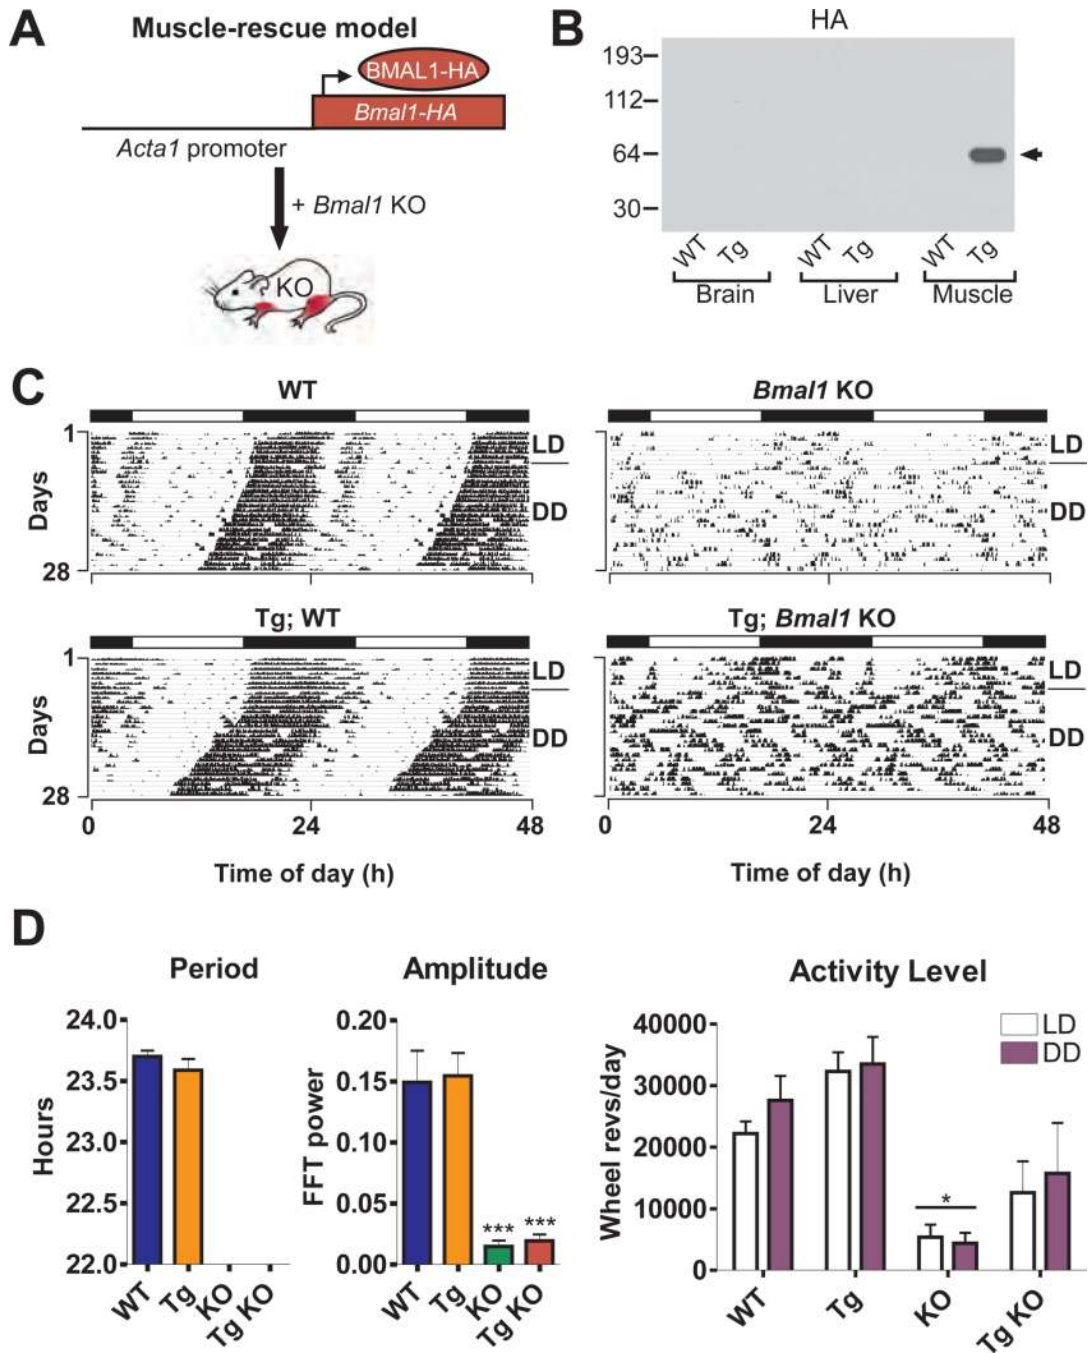 A
Muscle-rescue model
BMAL1-HA
Bmal1-HA
Acta1 promoter
+ Bmal1 KO
KO
B
HA
193
112
64
30
WT Tg WT Tg WT Tg
Brain Liver Muscle
C
WT
Bmal1 KO
1
LD
LD
Days
DD
DD
28
24
48
0
24
48
Tg; WT
Tg; Bmal1 KO
1
LD
LD
Days
DD
DD
28
0 24 48
0 24 48
Time of day (h)
Time of day (h)
D
Period
24.0
23.5
23.0
22.5
22.0
Hours
WT Tg KO Tg KO
Amplitude
0.20
0.15
0.10
0.05
0.00
FFT power
*** ***
WT Tg KO Tg KO
Activity Level
LD
DD
40000
30000
20000
10000
0
Wheel revs/day
*
WT Tg KO Tg KO